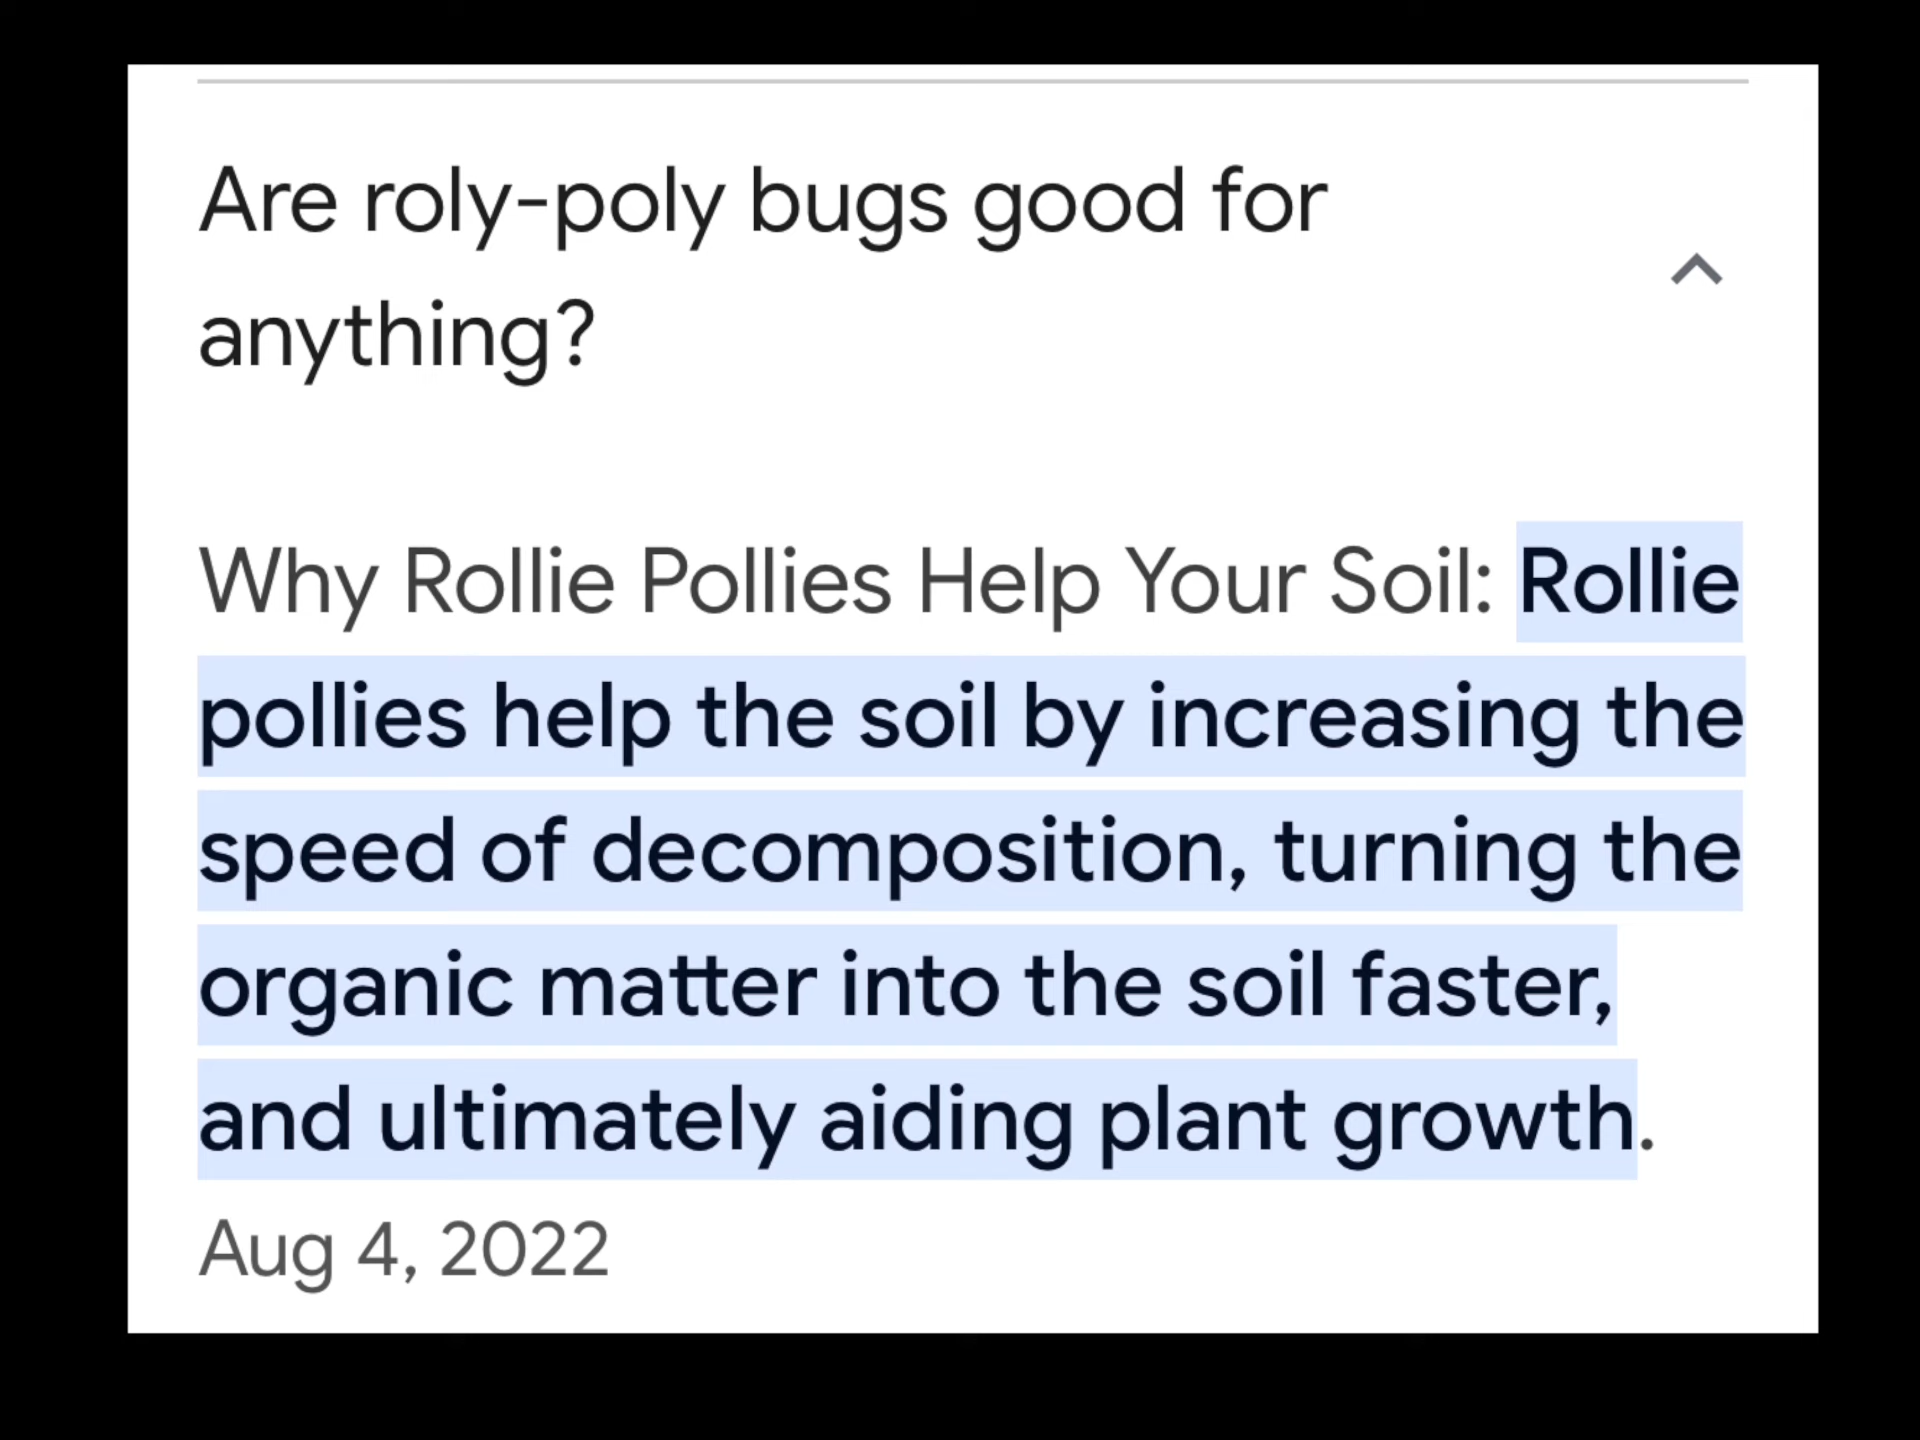 Are roly-poly bugs good for
anything?
Why Rollie Pollies Help Your Soil: Rollie
pollies help the soil by increasing the
speed of decomposition, turning the
organic matter into the soil faster,
and ultimately aiding plant growth.
Aug 4, 2022